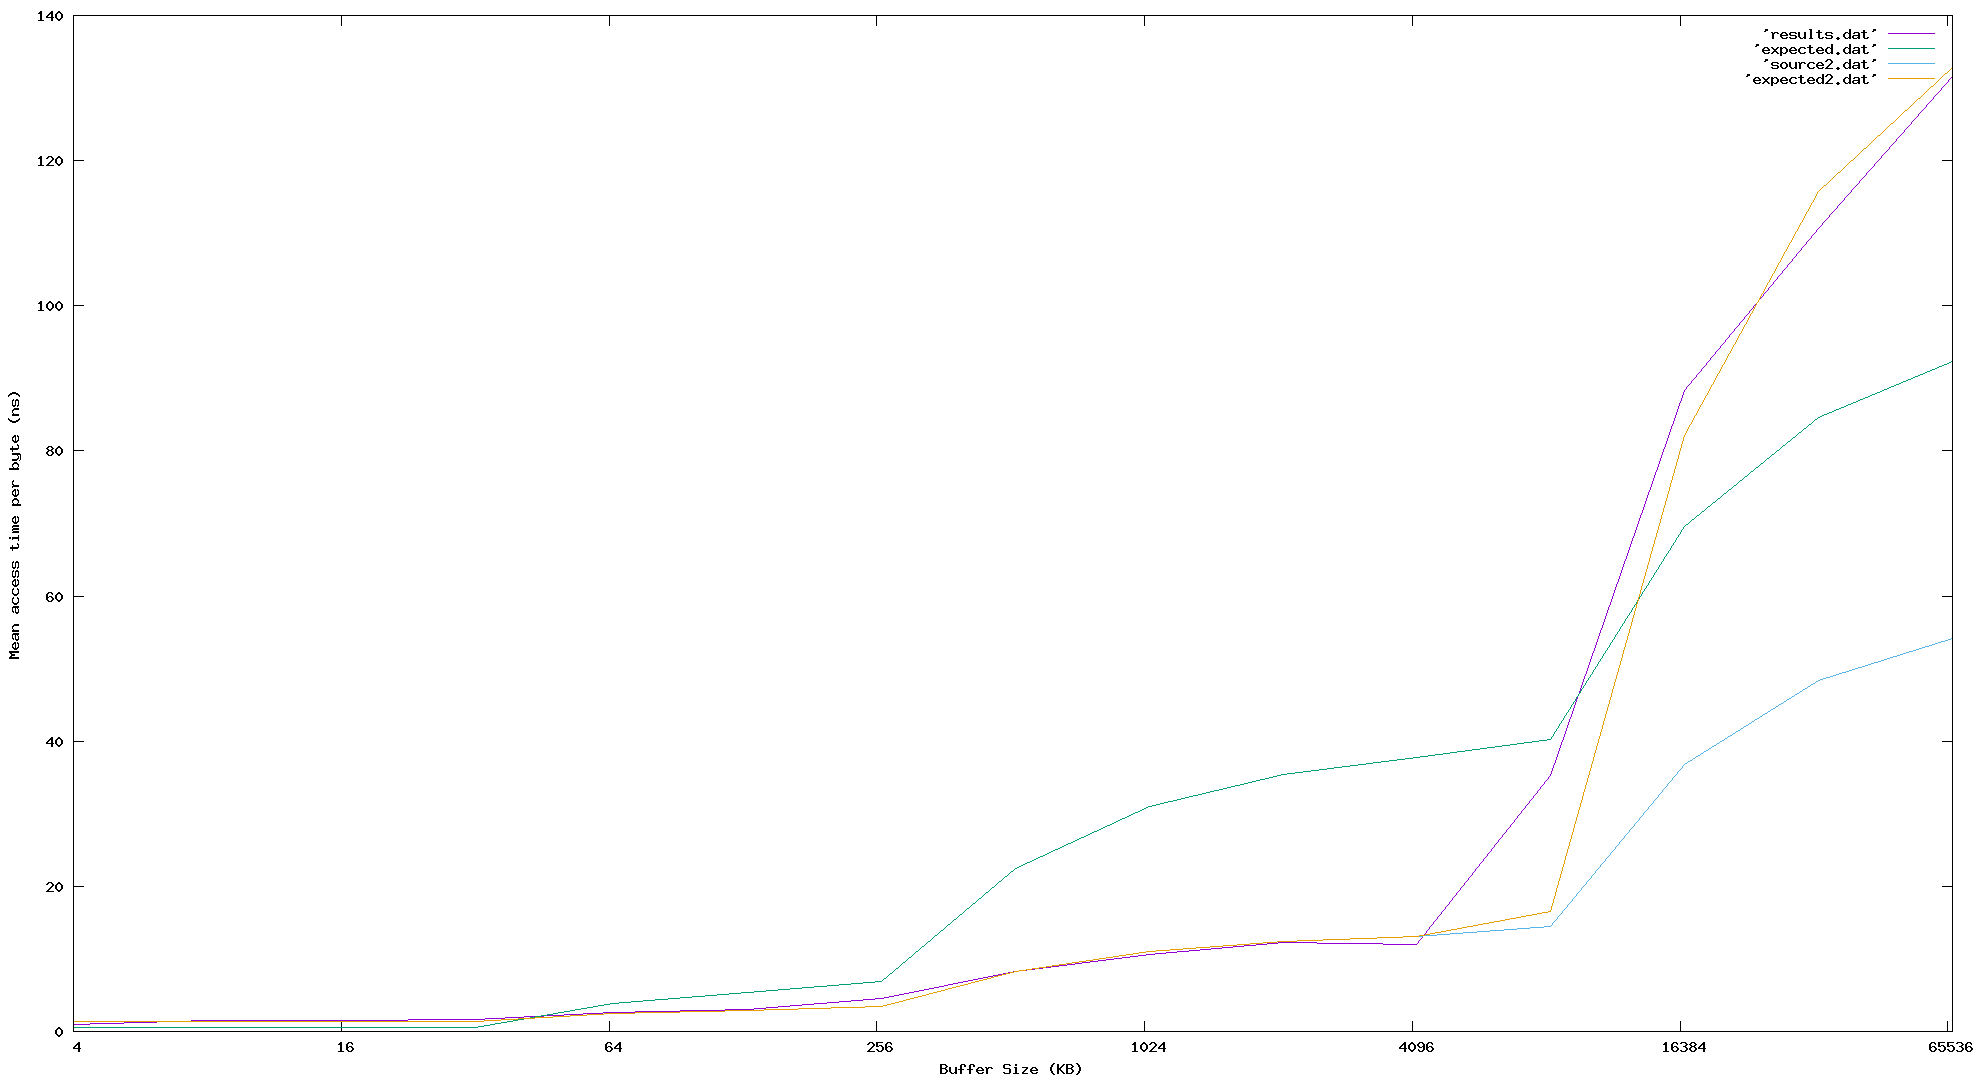 140
120
100
80
60
40
20
0
Mean access time per byte (ns)
'results.dat'
'expected.dat'
'source2.dat'
'expected2.dat'
4 16 64 256 1024 4096 16384 65536
Buffer Size (KB)